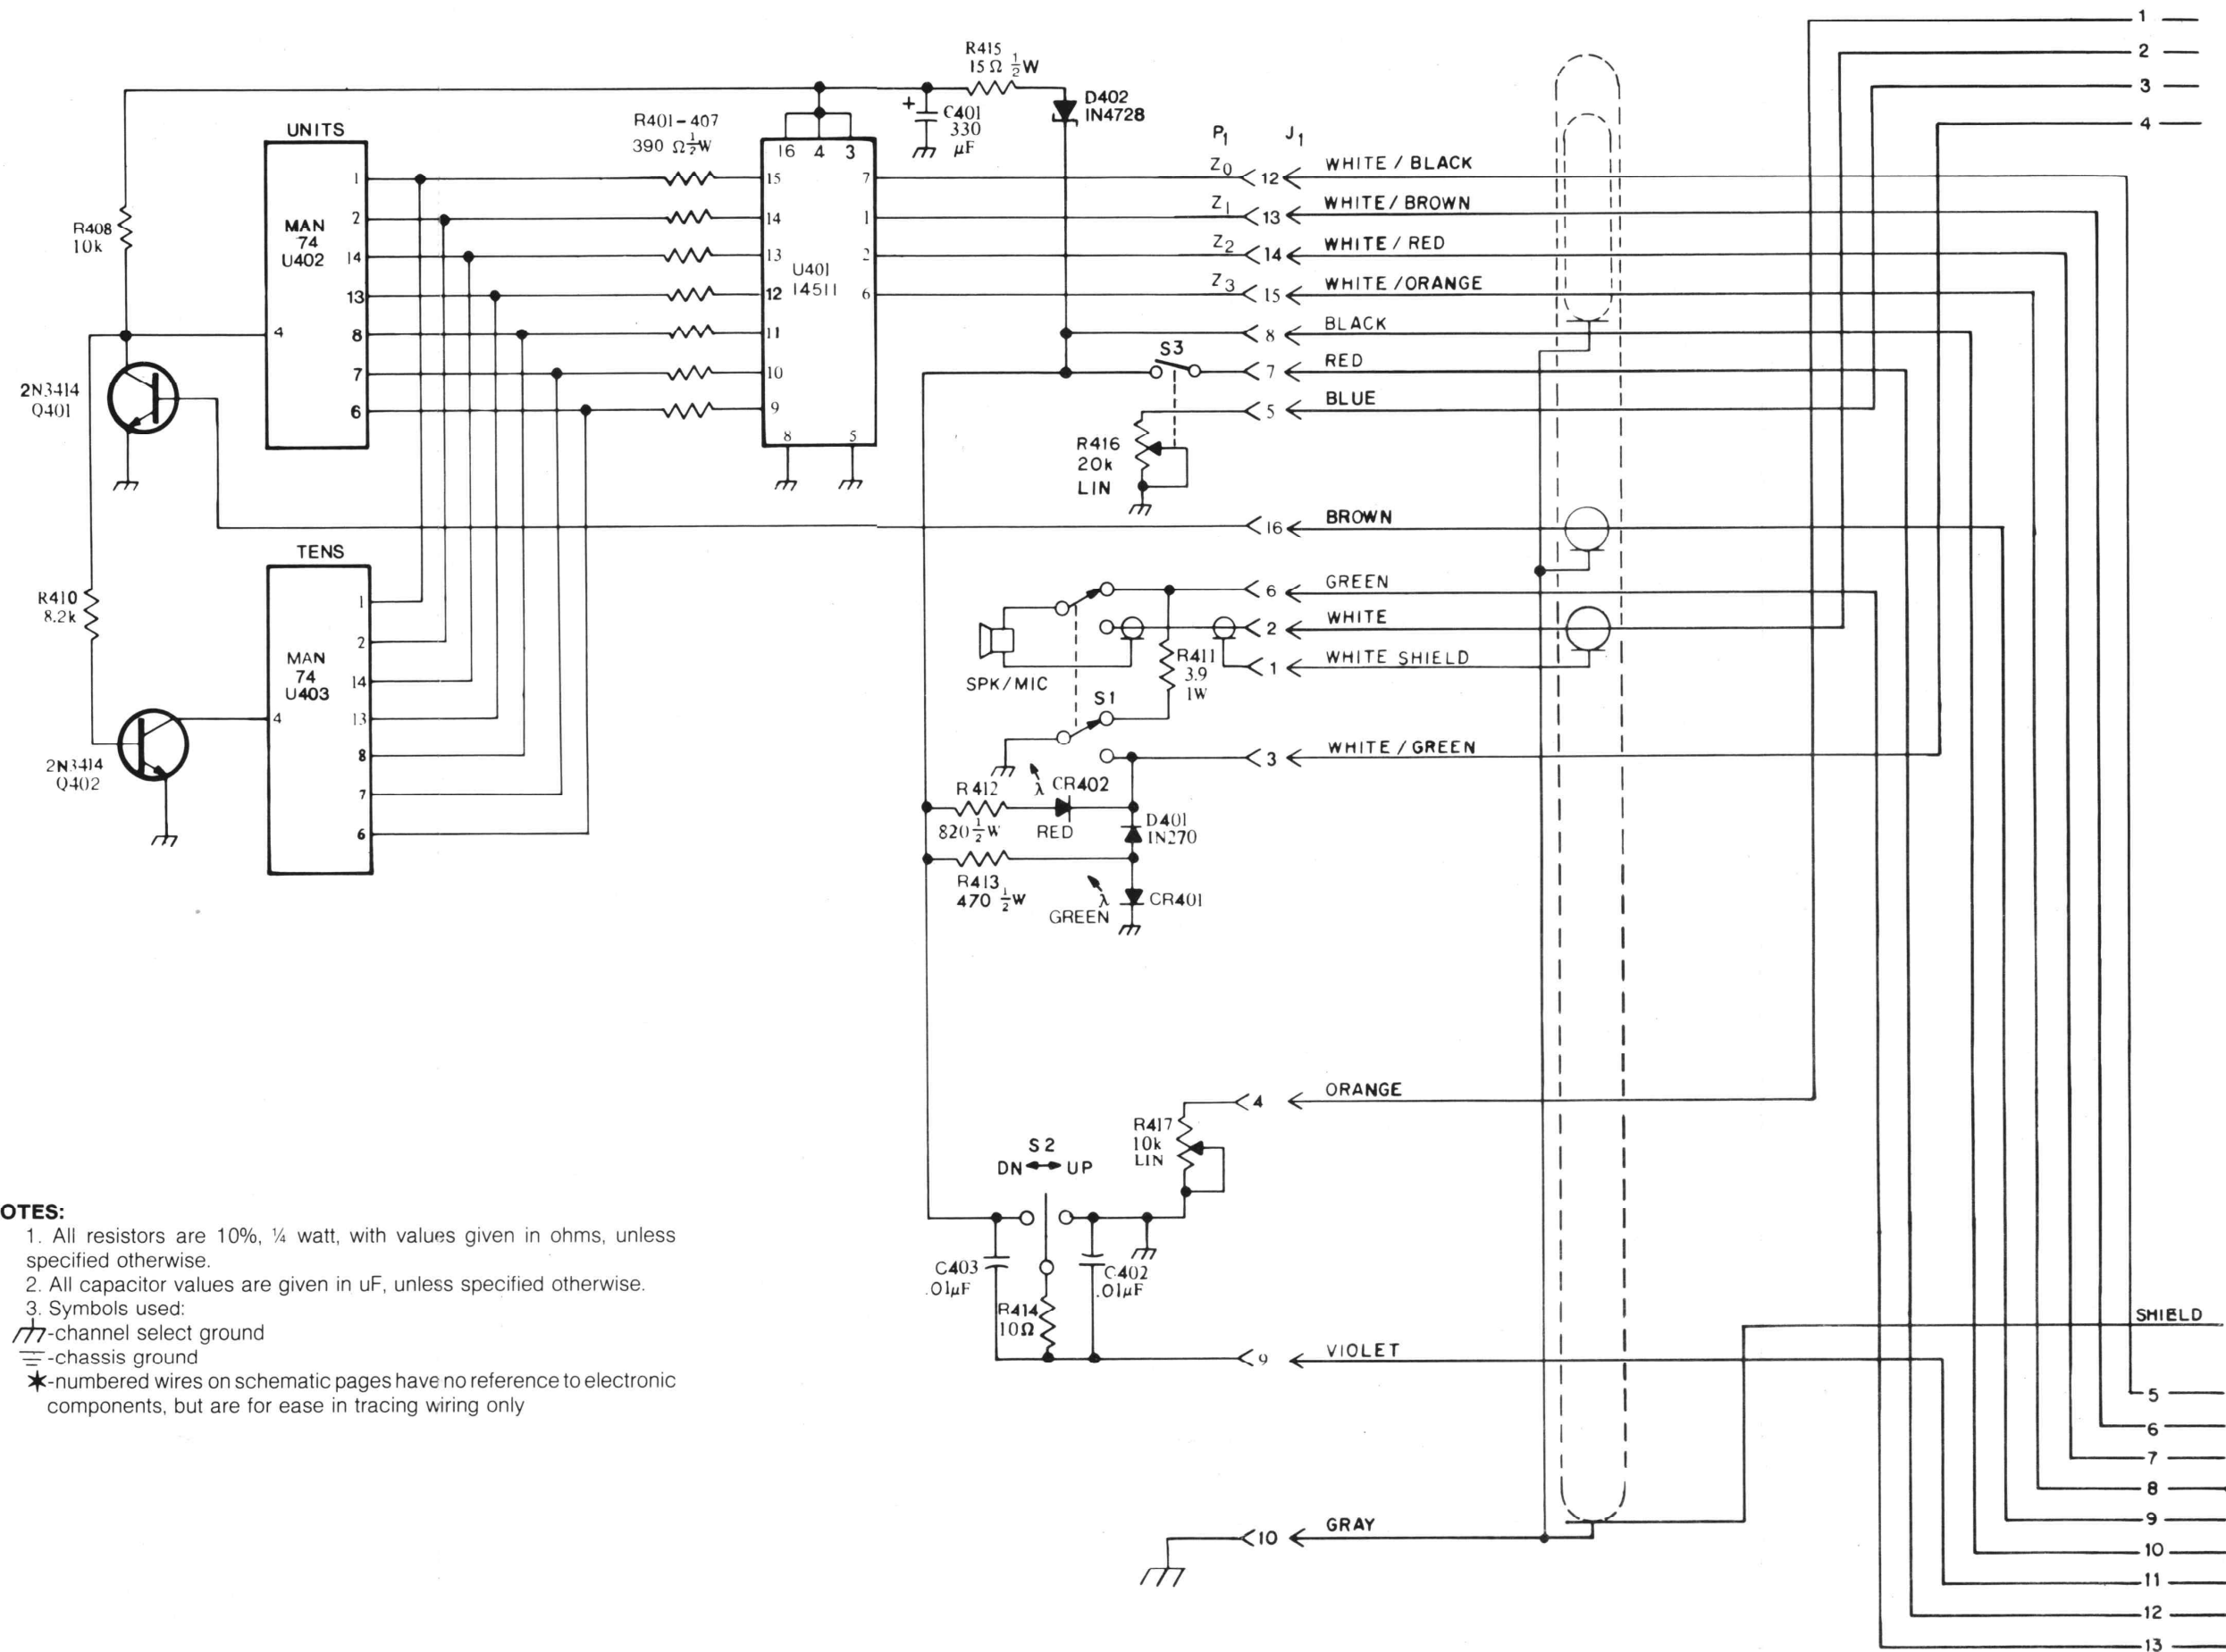 1
2
3
4
R415
15Ω ½W
D402
IN4728
+
C401
330
µF
R401-407
390 Ω½W
UNITS
MAN
74
U402
1
2
14
13
8
7
6
4
R408
10k
2N3414
Q401
16 4 3
15
14
13
12
11
10
9
7
1
2
6
U401
14511
8 5
P1 J1
Z0 12 WHITE / BLACK
Z1 13 WHITE / BROWN
Z2 14 WHITE / RED
Z3 15 WHITE / ORANGE
8 BLACK
S3
7 RED
5 BLUE
R416
20k
LIN
16 BROWN
6 GREEN
2 WHITE
1 WHITE SHIELD
R411
3.9
1W
SPK/MIC
S1
3 WHITE / GREEN
TENS
MAN
74
U403
1
2
14
13
8
7
6
4
R410
8.2k
2N3414
Q402
R412
820 ½W
λ CR402
RED
D401
IN270
R413
470 ½W
λ
GREEN
CR401
4 ORANGE
R417
10k
LIN
S2
DN UP
C403
.01µF
C402
.01µF
R414
10Ω
9 VIOLET
10 GRAY
SHIELD
5
6
7
8
9
10
11
12
13
OTES:
1. All resistors are 10%, ¼ watt, with values given in ohms, unless
specified otherwise.
2. All capacitor values are given in uF, unless specified otherwise.
3. Symbols used:
-channel select ground
-chassis ground
★-numbered wires on schematic pages have no reference to electronic
components, but are for ease in tracing wiring only